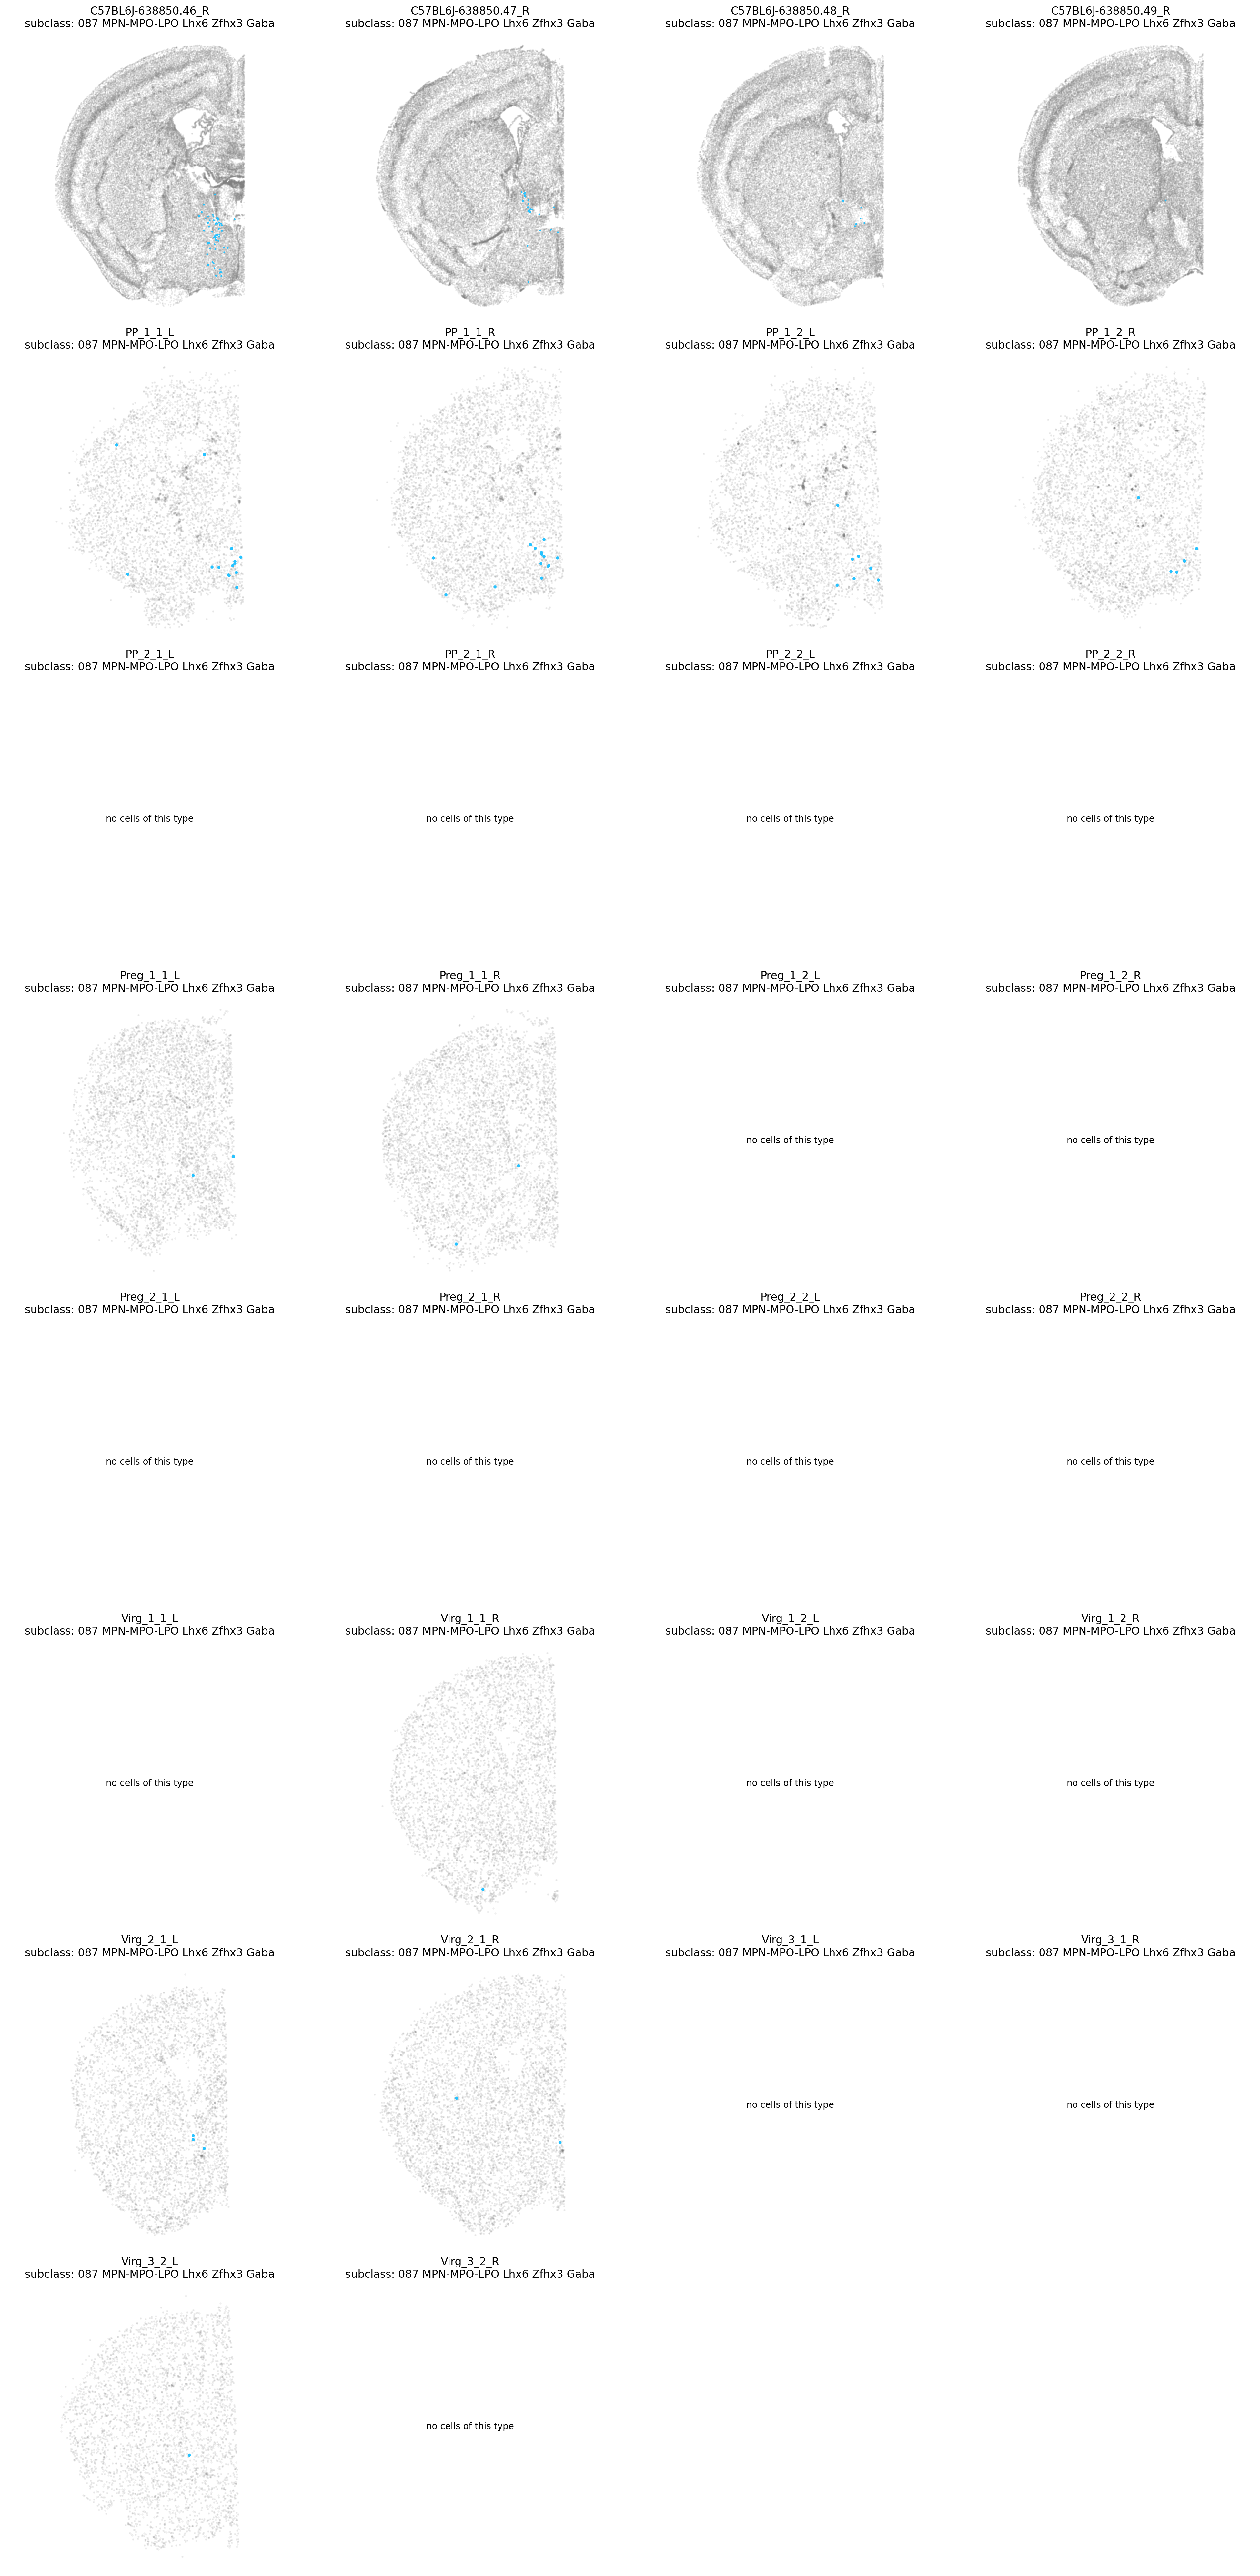 C57BL6J-638850.46_R
subclass: 087 MPN-MPO-LPO Lhx6 Zfhx3 Gaba
C57BL6J-638850.47_R
subclass: 087 MPN-MPO-LPO Lhx6 Zfhx3 Gaba
C57BL6J-638850.48_R
subclass: 087 MPN-MPO-LPO Lhx6 Zfhx3 Gaba
C57BL6J-638850.49_R
subclass: 087 MPN-MPO-LPO Lhx6 Zfhx3 Gaba
PP_1_1_L
subclass: 087 MPN-MPO-LPO Lhx6 Zfhx3 Gaba
PP_1_1_R
subclass: 087 MPN-MPO-LPO Lhx6 Zfhx3 Gaba
PP_1_2_L
subclass: 087 MPN-MPO-LPO Lhx6 Zfhx3 Gaba
PP_1_2_R
subclass: 087 MPN-MPO-LPO Lhx6 Zfhx3 Gaba
PP_2_1_L
subclass: 087 MPN-MPO-LPO Lhx6 Zfhx3 Gaba
no cells of this type
PP_2_1_R
subclass: 087 MPN-MPO-LPO Lhx6 Zfhx3 Gaba
no cells of this type
PP_2_2_L
subclass: 087 MPN-MPO-LPO Lhx6 Zfhx3 Gaba
no cells of this type
PP_2_2_R
subclass: 087 MPN-MPO-LPO Lhx6 Zfhx3 Gaba
no cells of this type
Preg_1_1_L
subclass: 087 MPN-MPO-LPO Lhx6 Zfhx3 Gaba
Preg_1_1_R
subclass: 087 MPN-MPO-LPO Lhx6 Zfhx3 Gaba
Preg_1_2_L
subclass: 087 MPN-MPO-LPO Lhx6 Zfhx3 Gaba
no cells of this type
Preg_1_2_R
subclass: 087 MPN-MPO-LPO Lhx6 Zfhx3 Gaba
no cells of this type
Preg_2_1_L
subclass: 087 MPN-MPO-LPO Lhx6 Zfhx3 Gaba
no cells of this type
Preg_2_1_R
subclass: 087 MPN-MPO-LPO Lhx6 Zfhx3 Gaba
no cells of this type
Preg_2_2_L
subclass: 087 MPN-MPO-LPO Lhx6 Zfhx3 Gaba
no cells of this type
Preg_2_2_R
subclass: 087 MPN-MPO-LPO Lhx6 Zfhx3 Gaba
no cells of this type
Virg_1_1_L
subclass: 087 MPN-MPO-LPO Lhx6 Zfhx3 Gaba
no cells of this type
Virg_1_1_R
subclass: 087 MPN-MPO-LPO Lhx6 Zfhx3 Gaba
Virg_1_2_L
subclass: 087 MPN-MPO-LPO Lhx6 Zfhx3 Gaba
no cells of this type
Virg_1_2_R
subclass: 087 MPN-MPO-LPO Lhx6 Zfhx3 Gaba
no cells of this type
Virg_2_1_L
subclass: 087 MPN-MPO-LPO Lhx6 Zfhx3 Gaba
Virg_2_1_R
subclass: 087 MPN-MPO-LPO Lhx6 Zfhx3 Gaba
Virg_3_1_L
subclass: 087 MPN-MPO-LPO Lhx6 Zfhx3 Gaba
no cells of this type
Virg_3_1_R
subclass: 087 MPN-MPO-LPO Lhx6 Zfhx3 Gaba
no cells of this type
Virg_3_2_L
subclass: 087 MPN-MPO-LPO Lhx6 Zfhx3 Gaba
Virg_3_2_R
subclass: 087 MPN-MPO-LPO Lhx6 Zfhx3 Gaba
no cells of this type